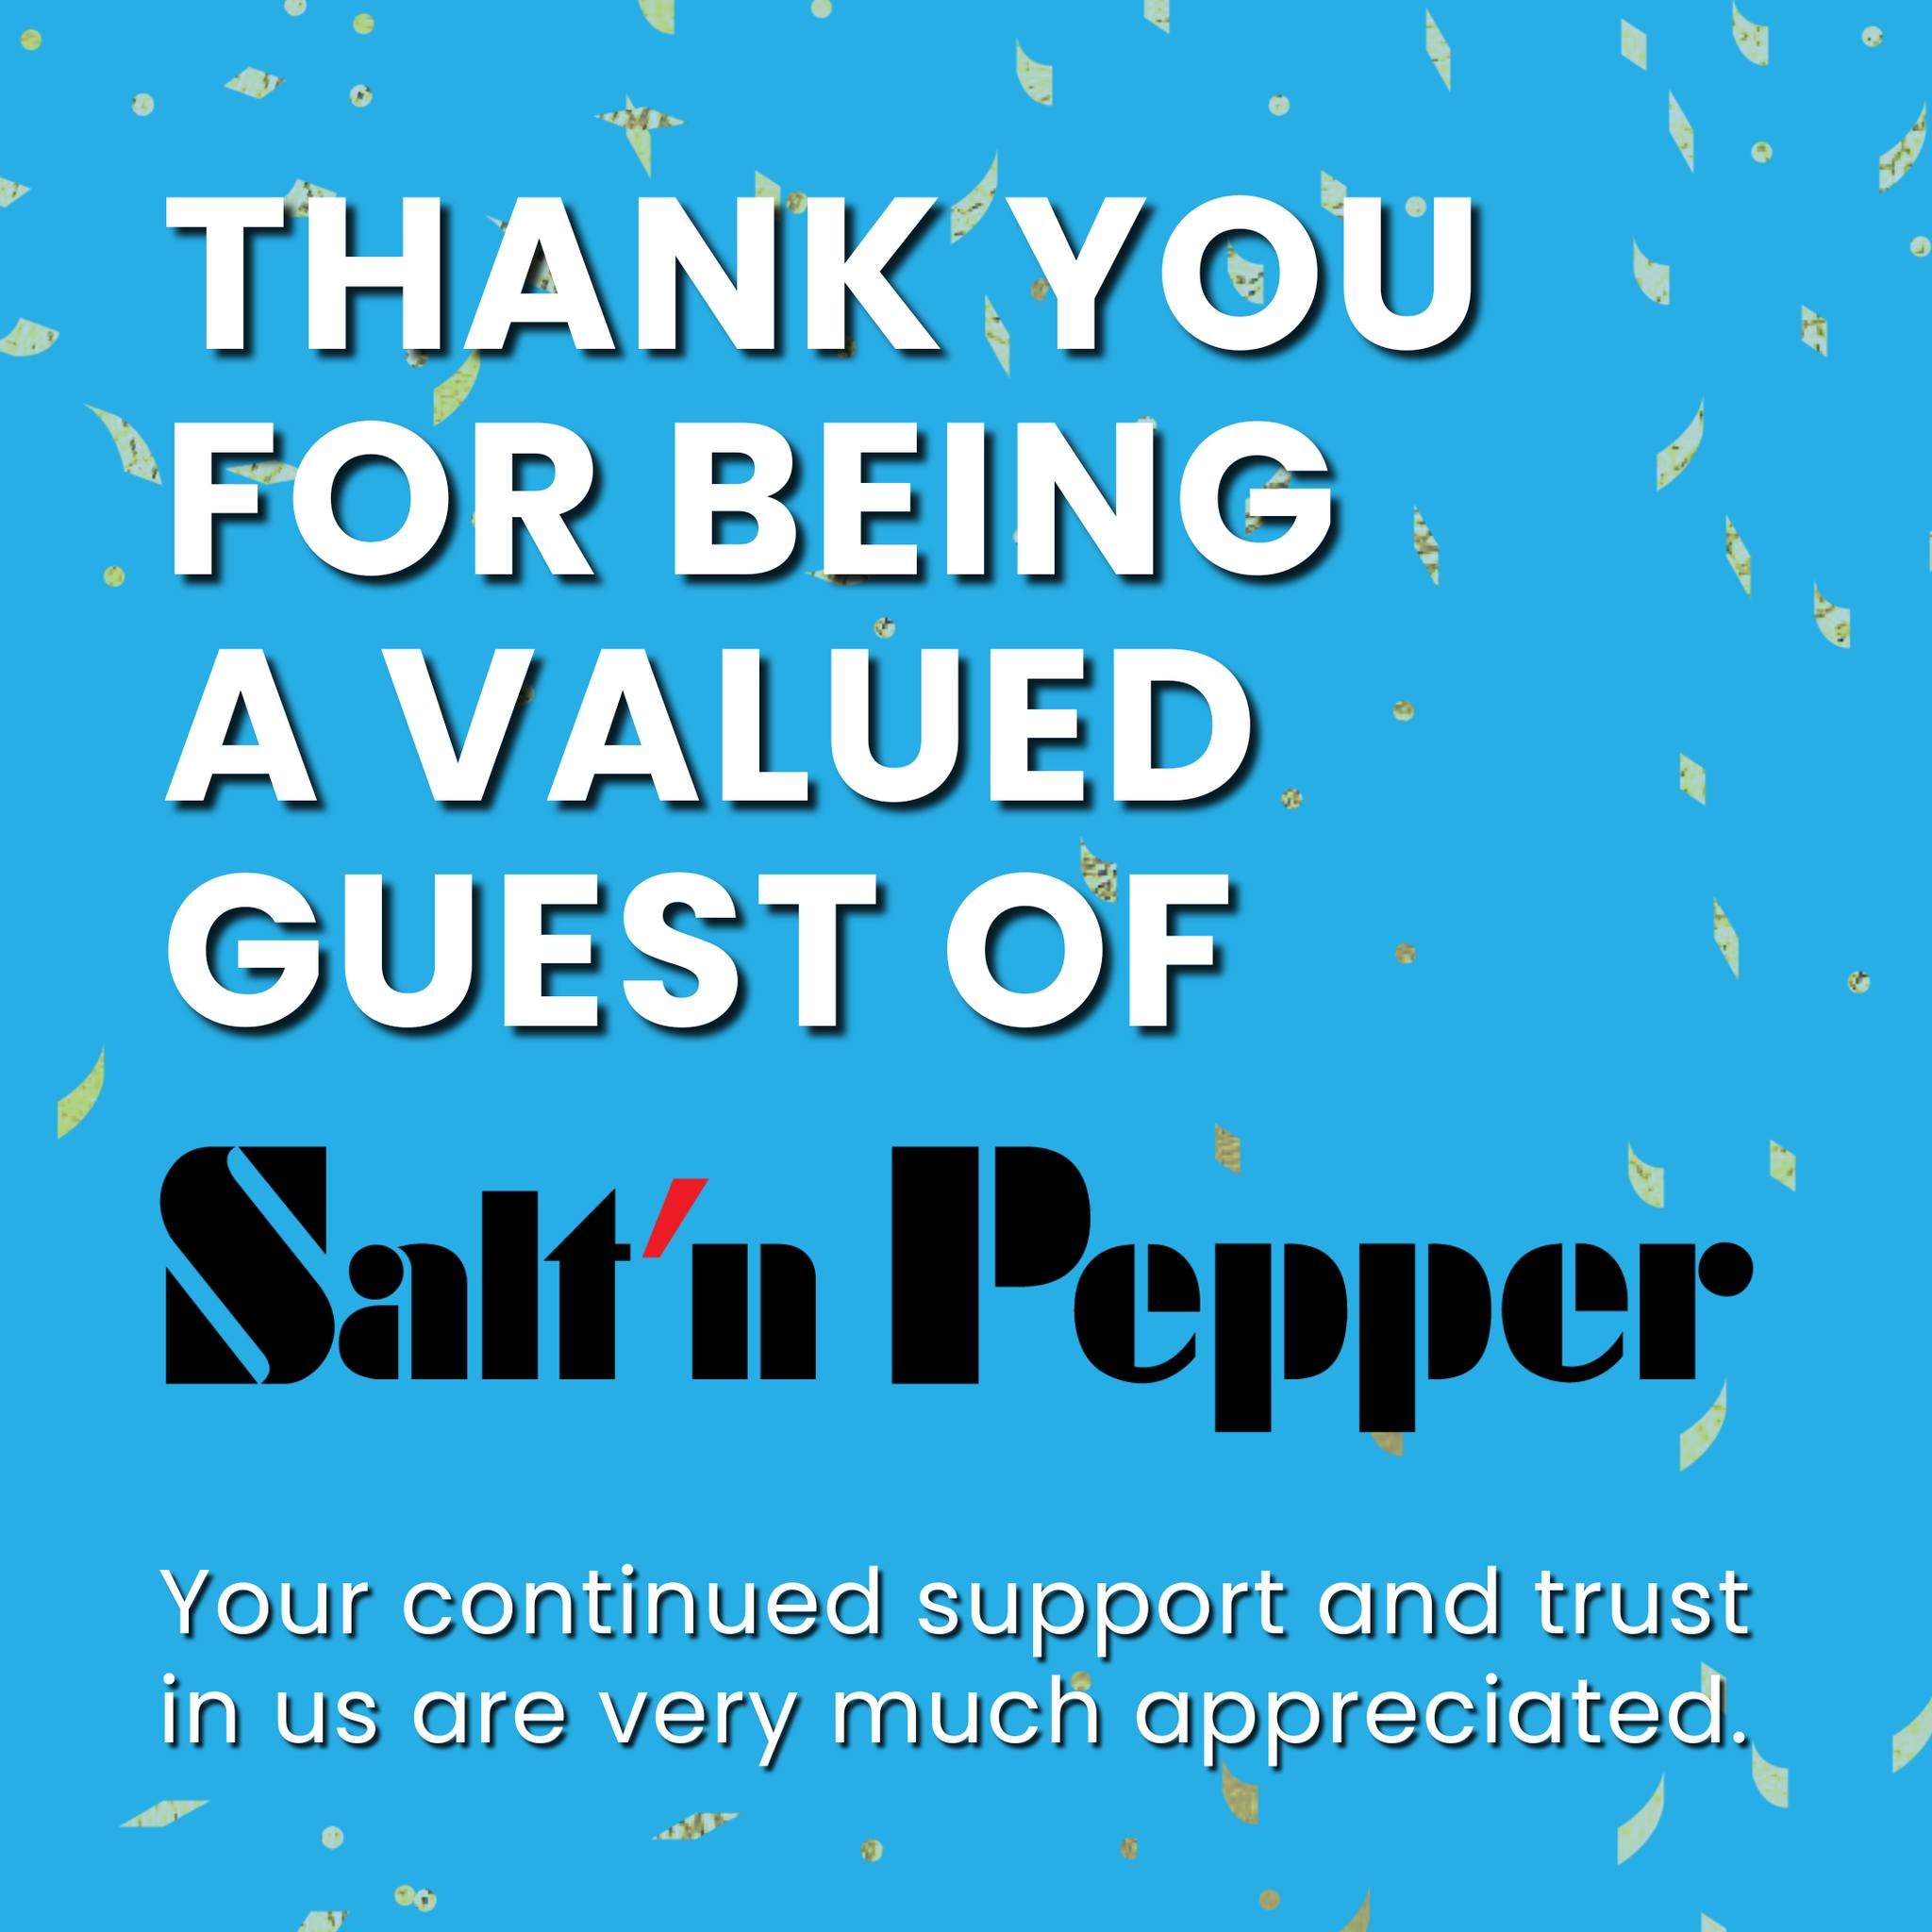 THANK YOU
FOR BEING
A VALUED
GUEST OF
Salt'n Pepper
Your continued support and trust
in us are very much appreciated.